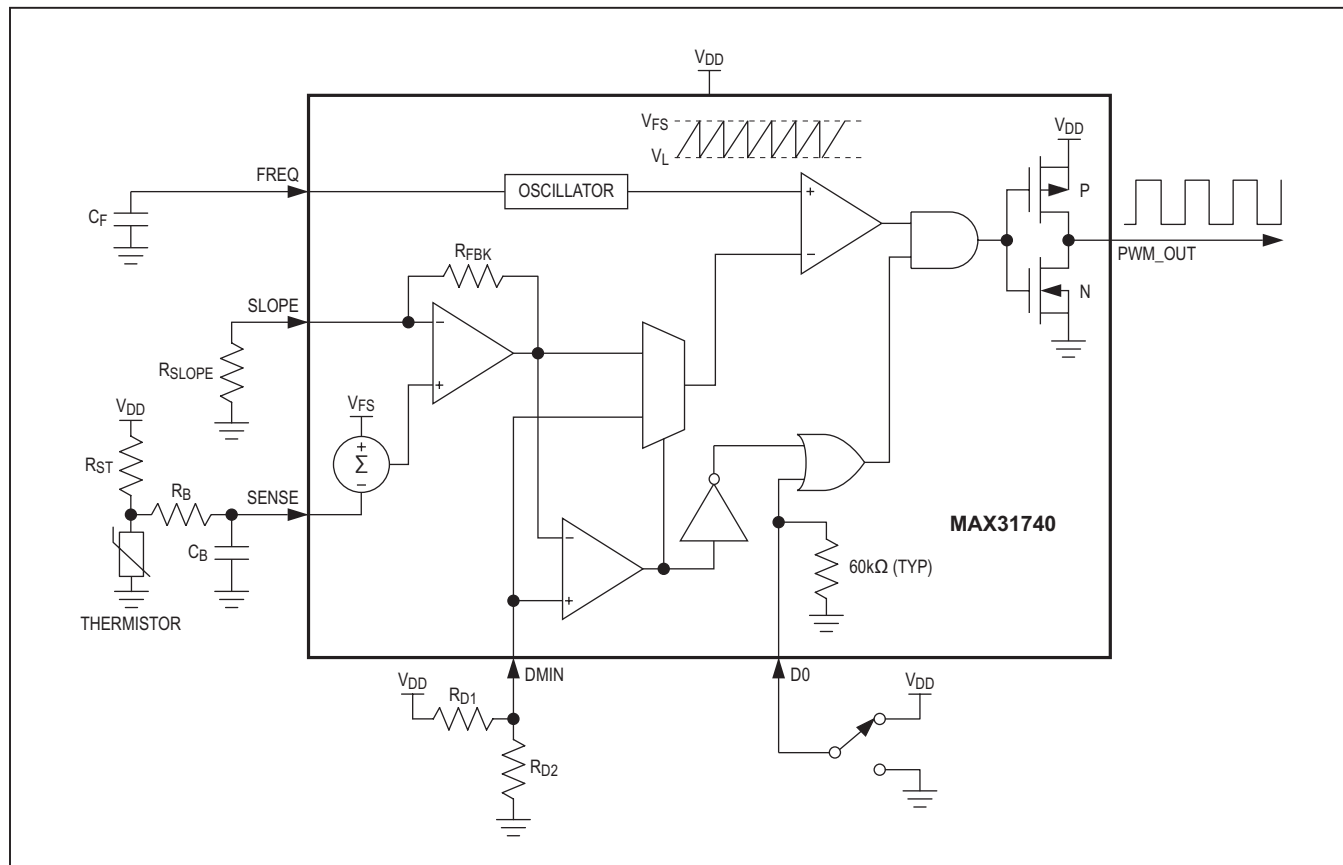 VDD
VFS
VL
VDD
FREQ
OSCILLATOR
+
P
CF
RFBK
−
PWM_OUT
SLOPE
−
N
RSLOPE
+
VDD
VFS
+
RST
Σ
RB
SENSE
−
MAX31740
CB
−
60kΩ (TYP)
+
THERMISTOR
DMIN
D0
VDD
RD1
VDD
RD2